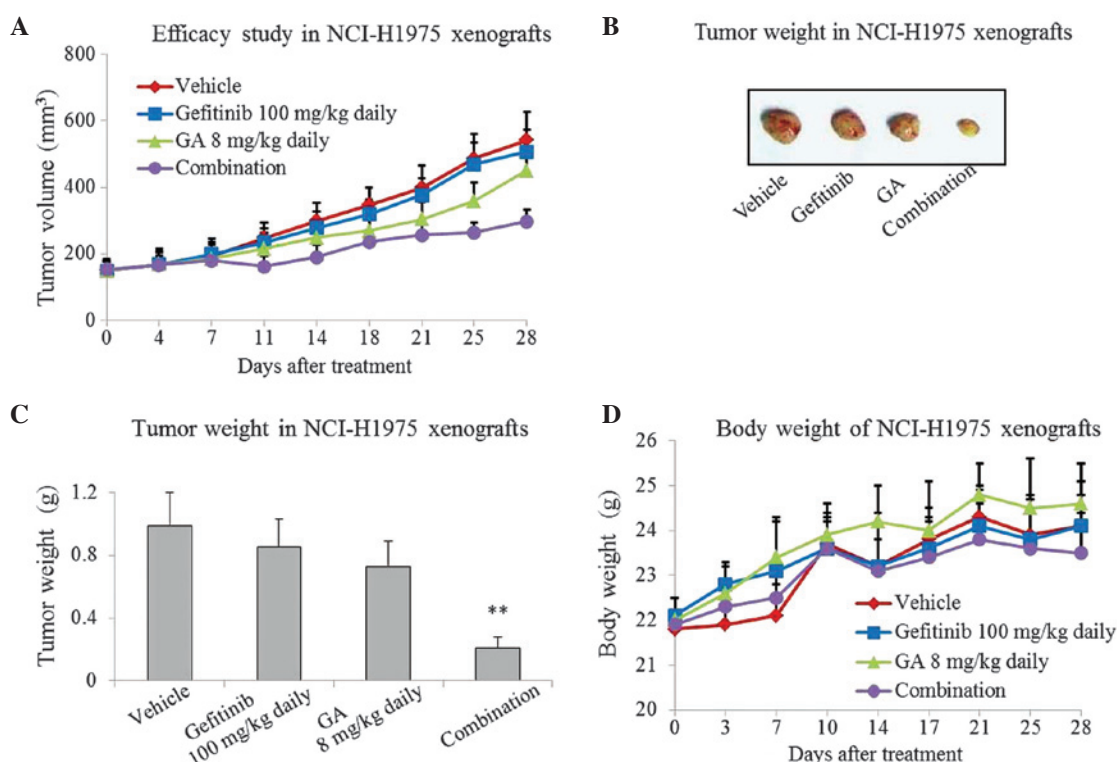 A
Efficacy study in NCI-H1975 xenografts
800
600
400
200
0
Tumor volume (mm³)
Vehicle
Gefitinib 100 mg/kg daily
GA 8 mg/kg daily
Combination
0 4 7 11 14 18 21 25 28
Days after treatment
B
Tumor weight in NCI-H1975 xenografts
Vehicle
Gefitinib
GA
Combination
C
Tumor weight in NCI-H1975 xenografts
1.2
0.8
0.4
0
Tumor weight (g)
**
Vehicle
Gefitinib
100 mg/kg daily
GA
8 mg/kg daily
Combination
D
Body weight of NCI-H1975 xenografts
26
25
24
23
22
21
20
Body weight (g)
Vehicle
Gefitinib 100 mg/kg daily
GA 8 mg/kg daily
Combination
0 3 7 10 14 17 21 25 28
Days after treatment